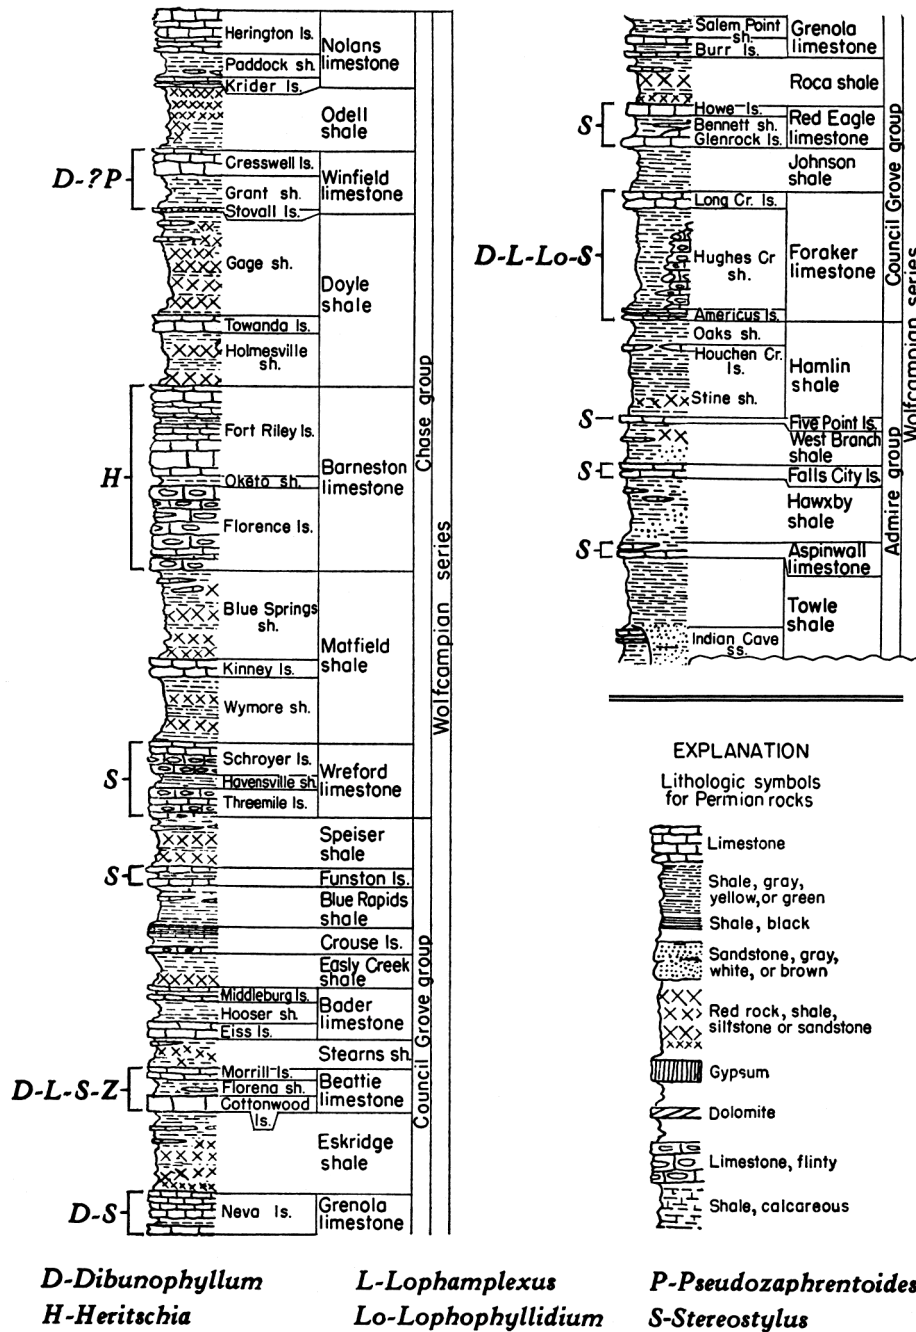 Herington ls.
Nolans
limestone
Paddock sh.
Krider ls.
Odell
shale
D-?P
Cresswell ls.
Winfield
limestone
Grant sh.
Stovall ls.
Gage sh.
Doyle
shale
Towanda ls.
Holmesville
sh.
H
Fort Riley ls.
Barneston
limestone
Oketo sh.
Florence ls.
Chase group
Blue Springs
sh.
Matfield
shale
Kinney ls.
Wymore sh.
Wolfcampian series
S
Schroyer ls.
Wreford
limestone
Havensville sh
Threemile ls.
Speiser
shale
S
Funston ls.
Blue Rapids
shale
Crouse ls.
Easly Creek
shale
Middleburg ls.
Hooser sh.
Bader
limestone
Eiss ls.
Stearns sh.
D-L-S-Z
Morrill ls.
Florena sh.
Beattie
limestone
Cottonwood
ls.
Council Grove group
Eskridge
shale
D-S
Neva ls.
Grenola
limestone
Salem Point
sh.
Grenola
limestone
Burr ls.
Roca shale
S
Howe ls.
Bennett sh.
Red Eagle
limestone
Glenrock ls.
Johnson
shale
Long Cr. ls.
D-L-Lo-S
Hughes Cr
sh.
Foraker
limestone
Americus ls.
Council Grove group
Oaks sh.
Houchen Cr.
ls.
Hamlin
shale
Stine sh.
S
Five Point ls.
West Branch
shale
S
Falls City ls.
Hawxby
shale
S
Aspinwall
limestone
Towle
shale
Indian Cave
ss.
Admire group
Wolfcampian series
EXPLANATION
Lithologic symbols
for Permian rocks
Limestone
Shale, gray,
yellow, or green
Shale, black
Sandstone, gray,
white, or brown
Red rock, shale,
siltstone or sandstone
Gypsum
Dolomite
Limestone, flinty
Shale, calcareous
D-Dibunophyllum L-Lophamplexus P-Pseudozaphrentoides
H-Heritschia Lo-Lophophyllidium S-Stereostylus